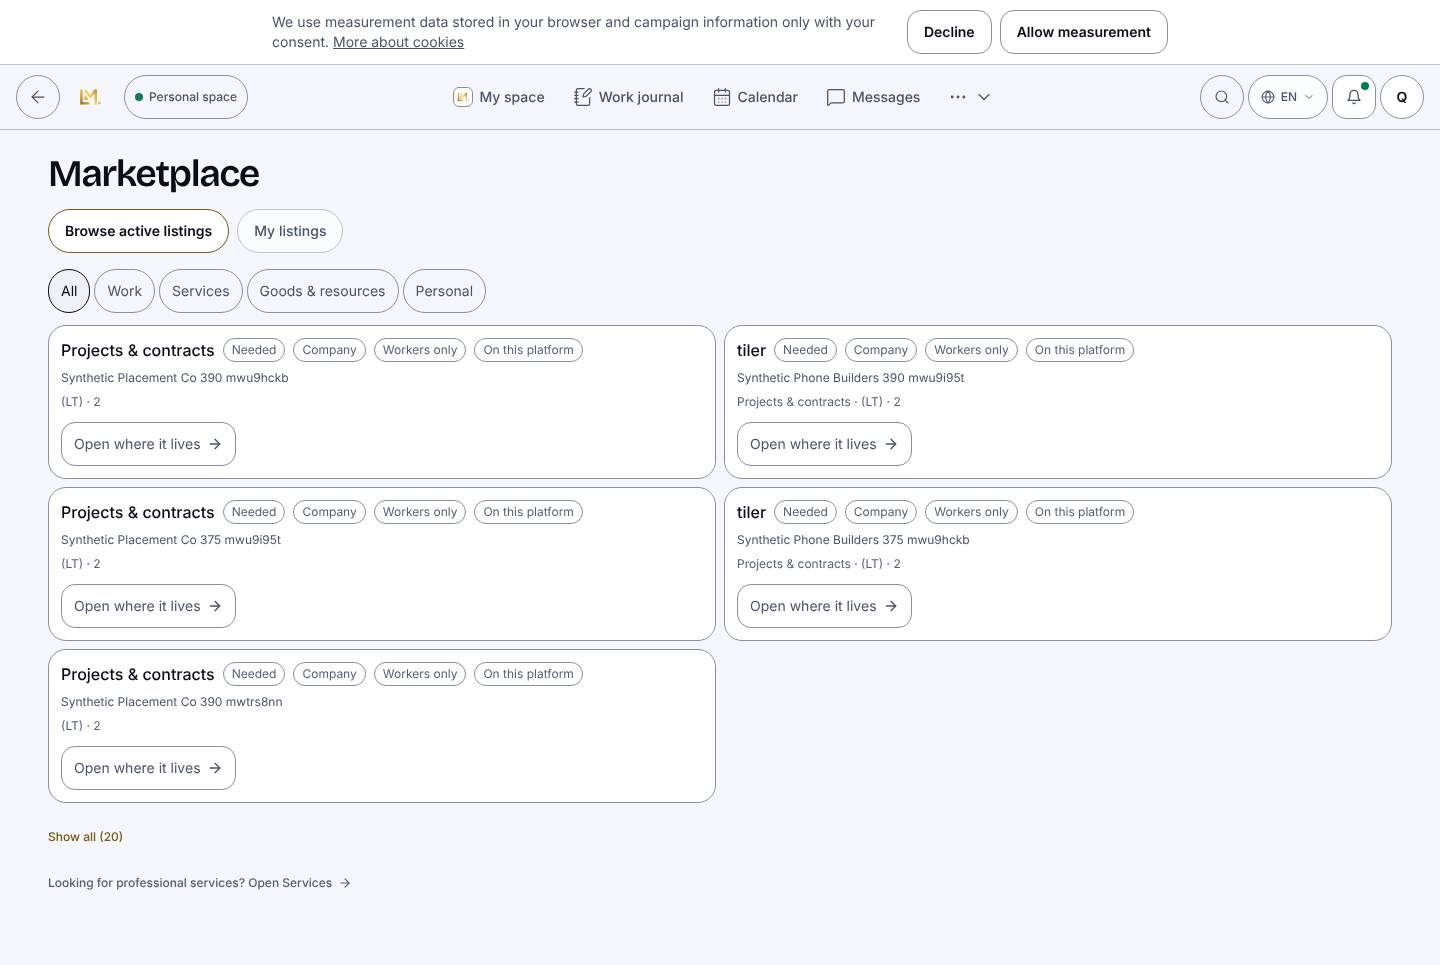 We use measurement data stored in your browser and campaign information only with your
consent. More about cookies
Decline
Allow measurement
LM.
Personal space
LM.
My space
Work journal
Calendar
Messages
EN
Q
Marketplace
Browse active listings
My listings
All
Work
Services
Goods & resources
Personal
Projects & contracts Needed Company Workers only On this platform
Synthetic Placement Co 390 mwu9hckb
(LT) · 2
Open where it lives →
tiler Needed Company Workers only On this platform
Synthetic Phone Builders 390 mwu9i95t
Projects & contracts · (LT) · 2
Open where it lives →
Projects & contracts Needed Company Workers only On this platform
Synthetic Placement Co 375 mwu9i95t
(LT) · 2
Open where it lives →
tiler Needed Company Workers only On this platform
Synthetic Phone Builders 375 mwu9hckb
Projects & contracts · (LT) · 2
Open where it lives →
Projects & contracts Needed Company Workers only On this platform
Synthetic Placement Co 390 mwtrs8nn
(LT) · 2
Open where it lives →
Show all (20)
Looking for professional services? Open Services →